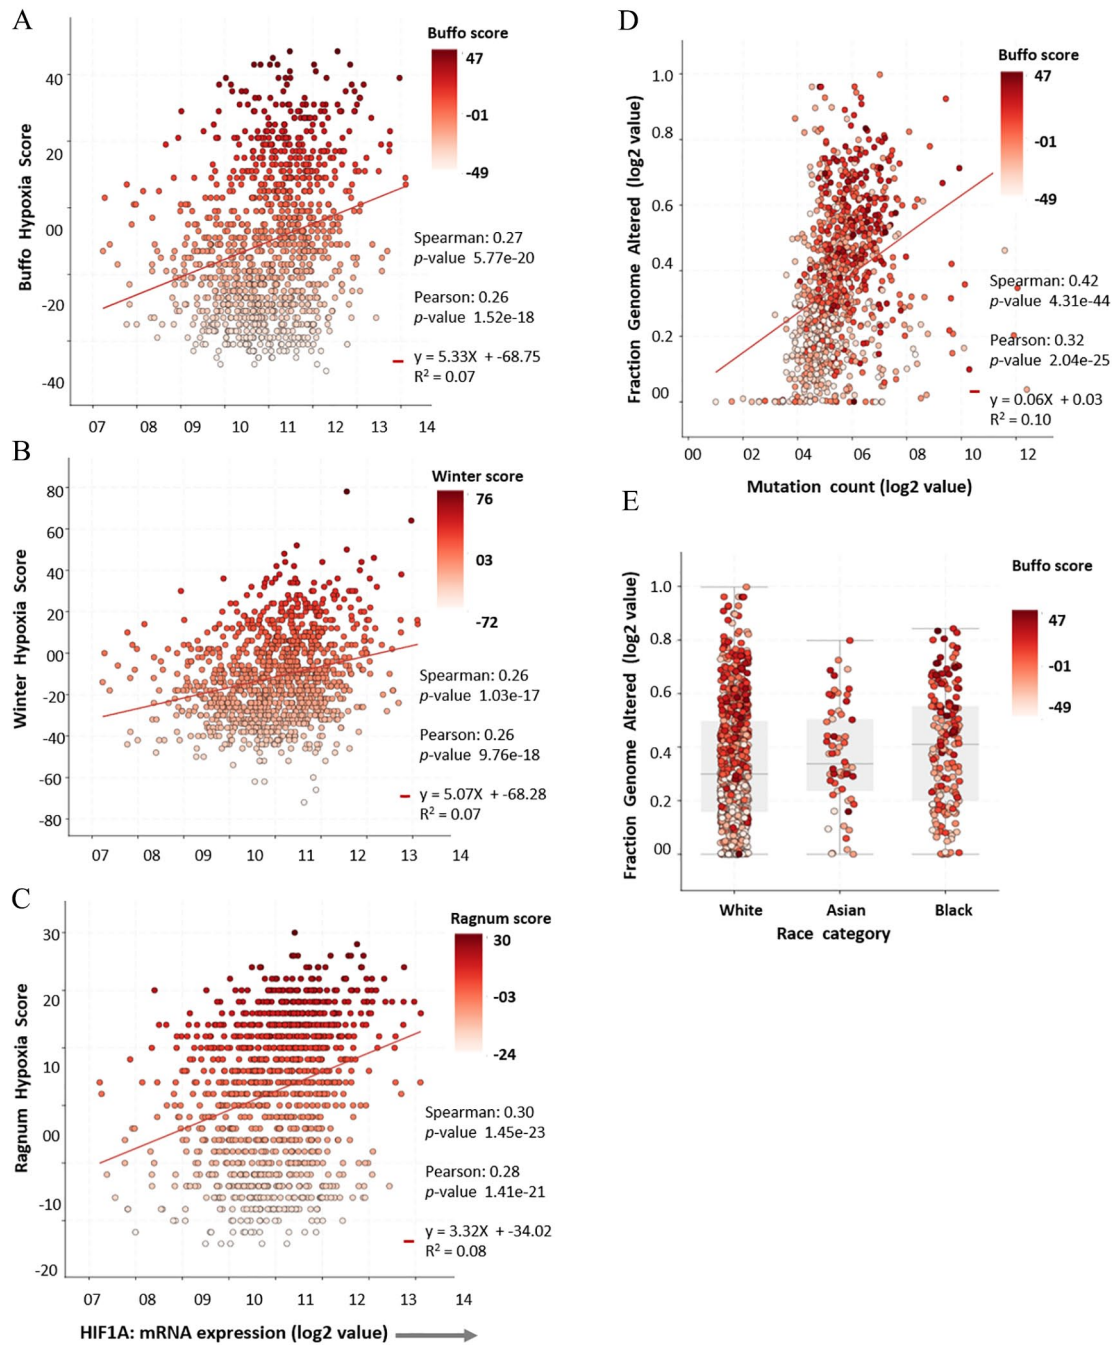 A
Buffo score
47
-01
-49
40
20
00
-20
-40
Buffo Hypoxia Score
Spearman: 0.27
p-value 5.77e-20
Pearson: 0.26
p-value 1.52e-18
y = 5.33X + -68.75
R² = 0.07
07 08 09 10 11 12 13 14
B
Winter score
76
03
-72
80
60
40
20
00
-20
-40
-60
-80
Winter Hypoxia Score
Spearman: 0.26
p-value 1.03e-17
Pearson: 0.26
p-value 9.76e-18
y = 5.07X + -68.28
R² = 0.07
07 08 09 10 11 12 13 14
C
Ragnum score
30
-03
-24
30
20
10
00
-10
-20
Ragnum Hypoxia Score
Spearman: 0.30
p-value 1.45e-23
Pearson: 0.28
p-value 1.41e-21
y = 3.32X + -34.02
R² = 0.08
07 08 09 10 11 12 13 14
HIF1A: mRNA expression (log2 value)
D
Buffo score
47
-01
-49
1.0
0.8
0.6
0.4
0.2
00
Fraction Genome Altered (log2 value)
Spearman: 0.42
p-value 4.31e-44
Pearson: 0.32
p-value 2.04e-25
y = 0.06X + 0.03
R² = 0.10
00 02 04 06 08 10 12
Mutation count (log2 value)
E
Buffo score
47
-01
-49
1.0
0.8
0.6
0.4
0.2
00
Fraction Genome Altered (log2 value)
White Asian Black
Race category